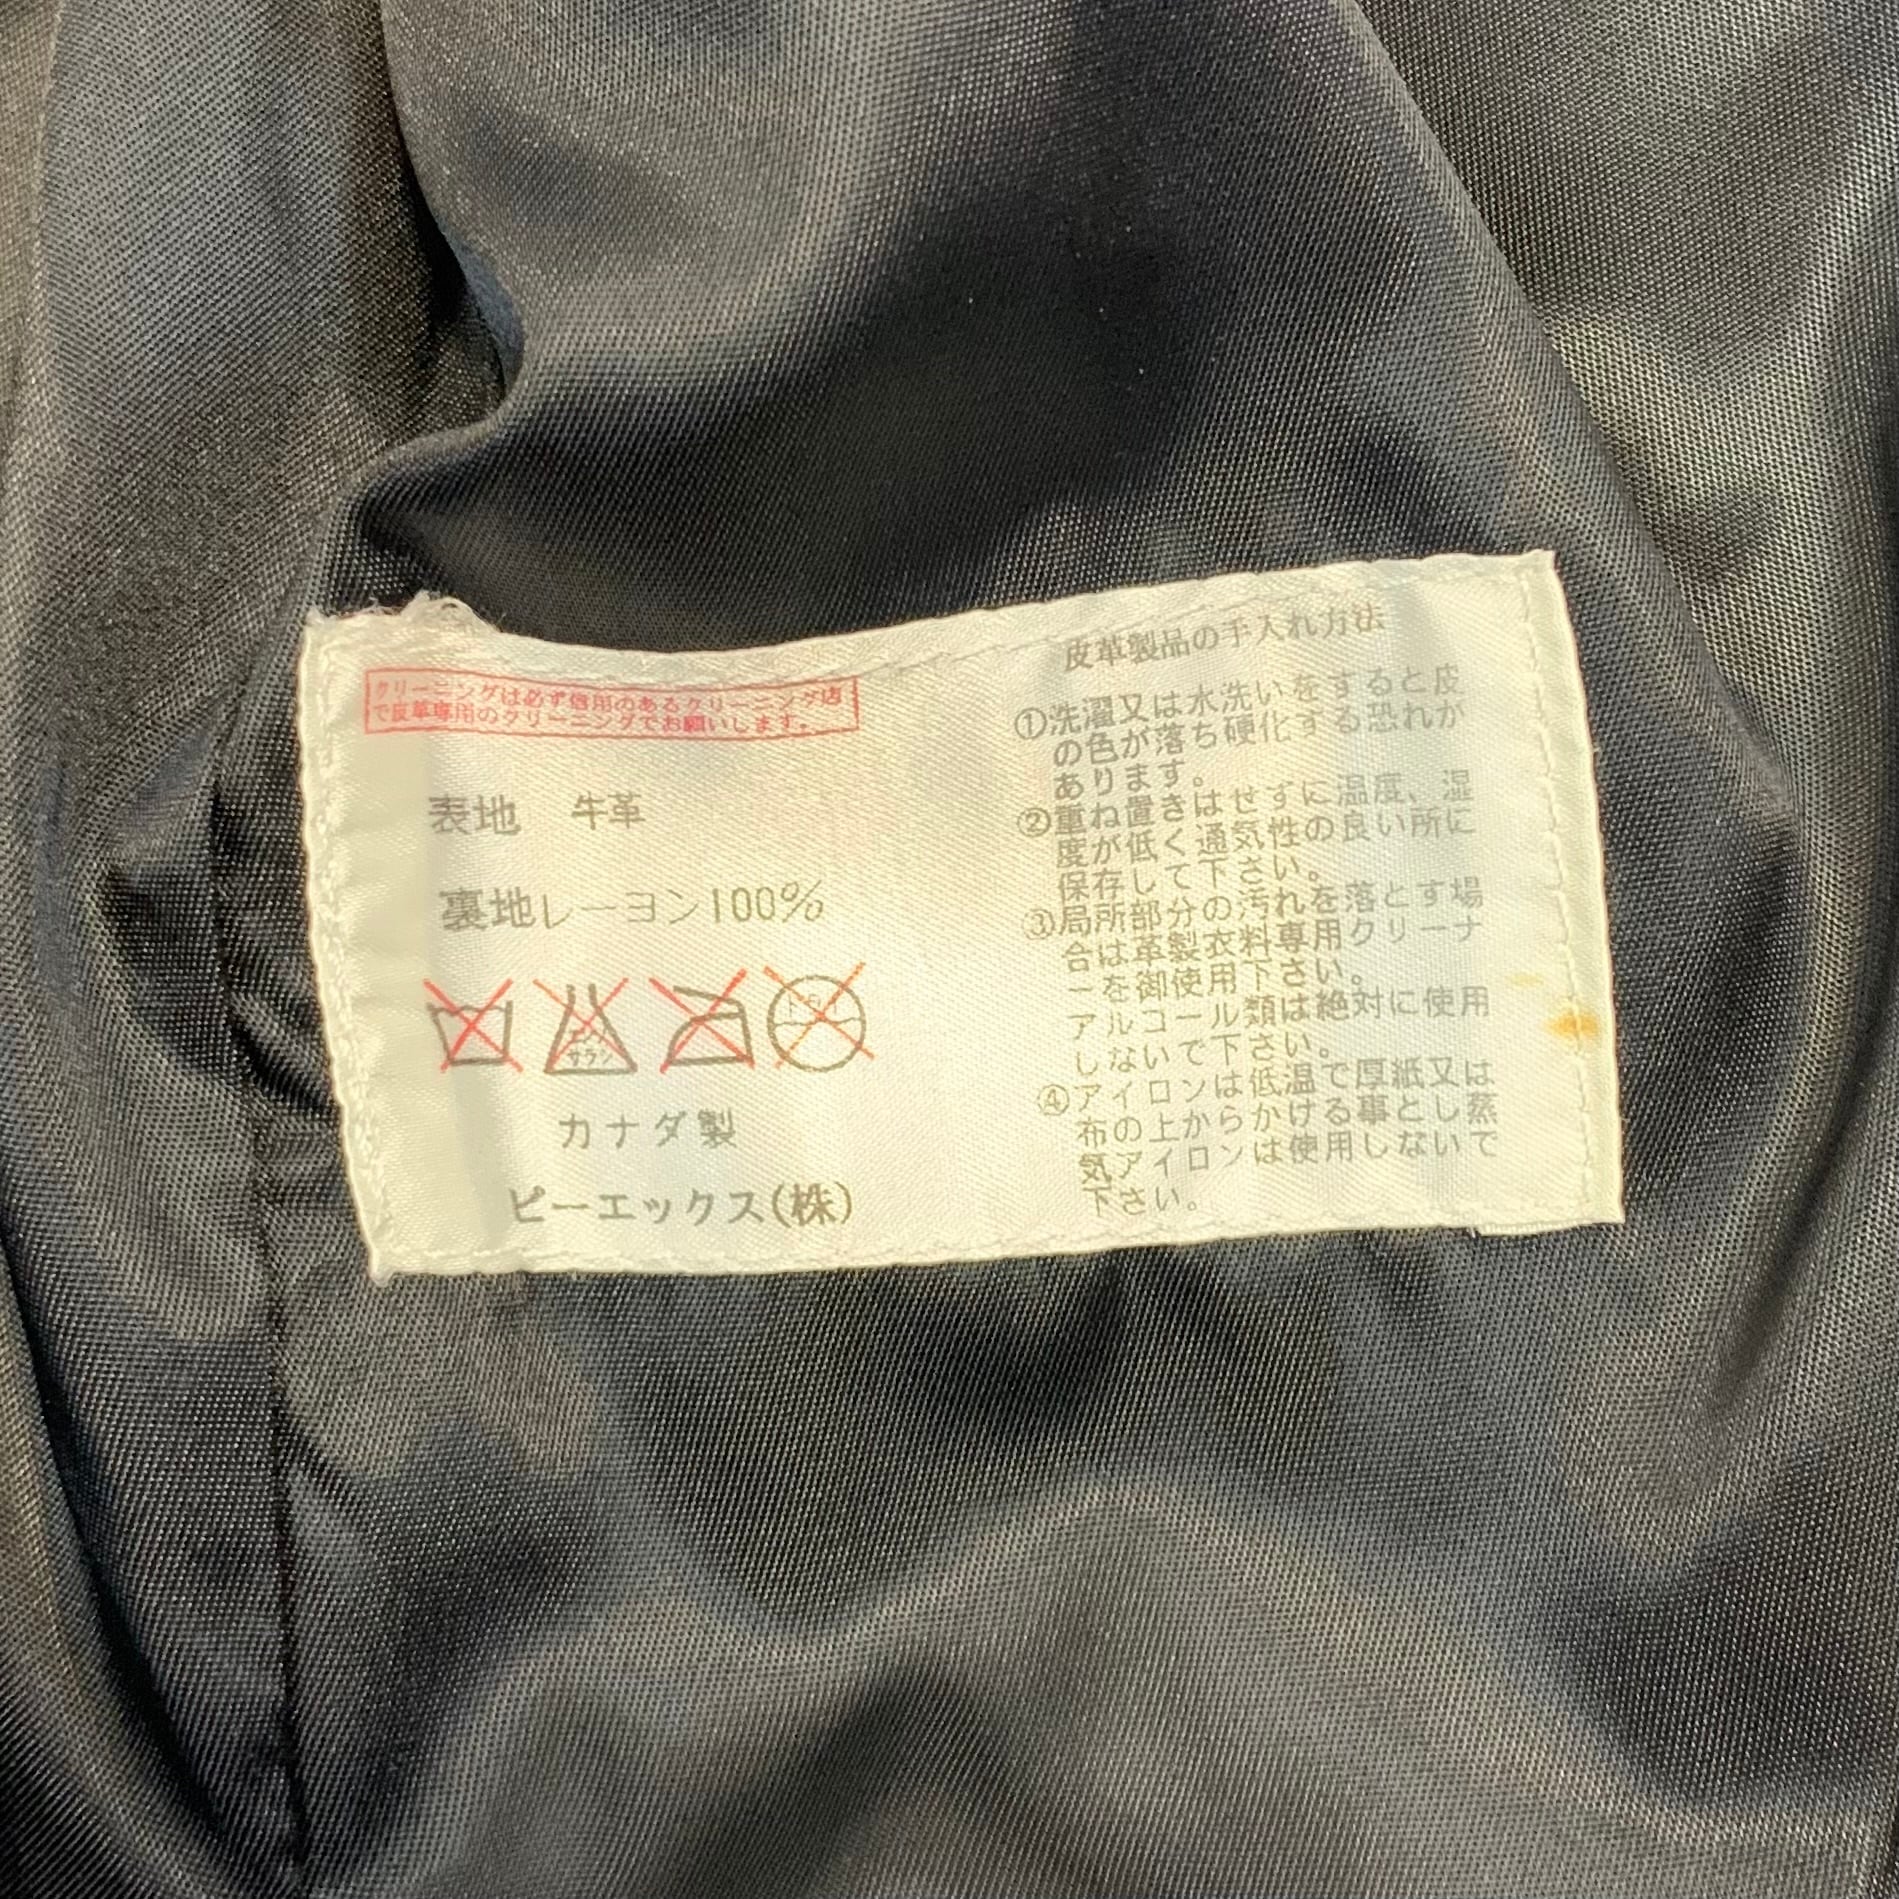 クリーニングは必ず信用のあるクリーニング店
で皮革専用のクリーニングでお願いします。
表地 牛革
裏地レーヨン100%
エンソ
サラシ
ドライ
カナダ製
ピーエックス(株)
皮革製品の手入れ方法
①洗濯又は水洗いをすると皮
の色が落ち硬化する恐れが
あります。
②重ね置きはせずに温度、湿
度が低く通気性の良い所に
保存して下さい。
③局所部分の汚れを落とす場
合は革製衣料専用クリーナ
ーを御使用下さい。
アルコール類は絶対に使用
しないで下さい。
④アイロンは低温で厚紙又は
布の上からかける事とし蒸
気アイロンは使用しないで
下さい。